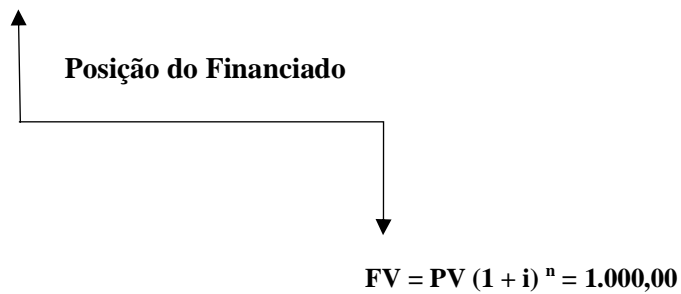 Posição do Financiado
FV = PV (1 + i) ⁿ = 1.000,00